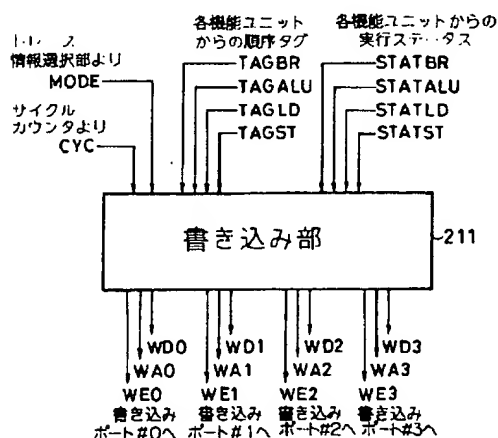 トレース
情報選択部より
MODE
サイクル
カウンタより
CYC
各機能ユニット
からの順序タグ
TAGBR
TAGALU
TAGLD
TAGST
各機能ユニットからの
実行ステータス
STATBR
STATALU
STATLD
STATST
書き込み部
211
WD0
WA0
WE0
書き込み
ポート#0へ
WD1
WA1
WE1
書き込み
ポート#1へ
WD2
WA2
WE2
書き込み
ポート#2へ
WD3
WA3
WE3
書き込み
ポート#3へ